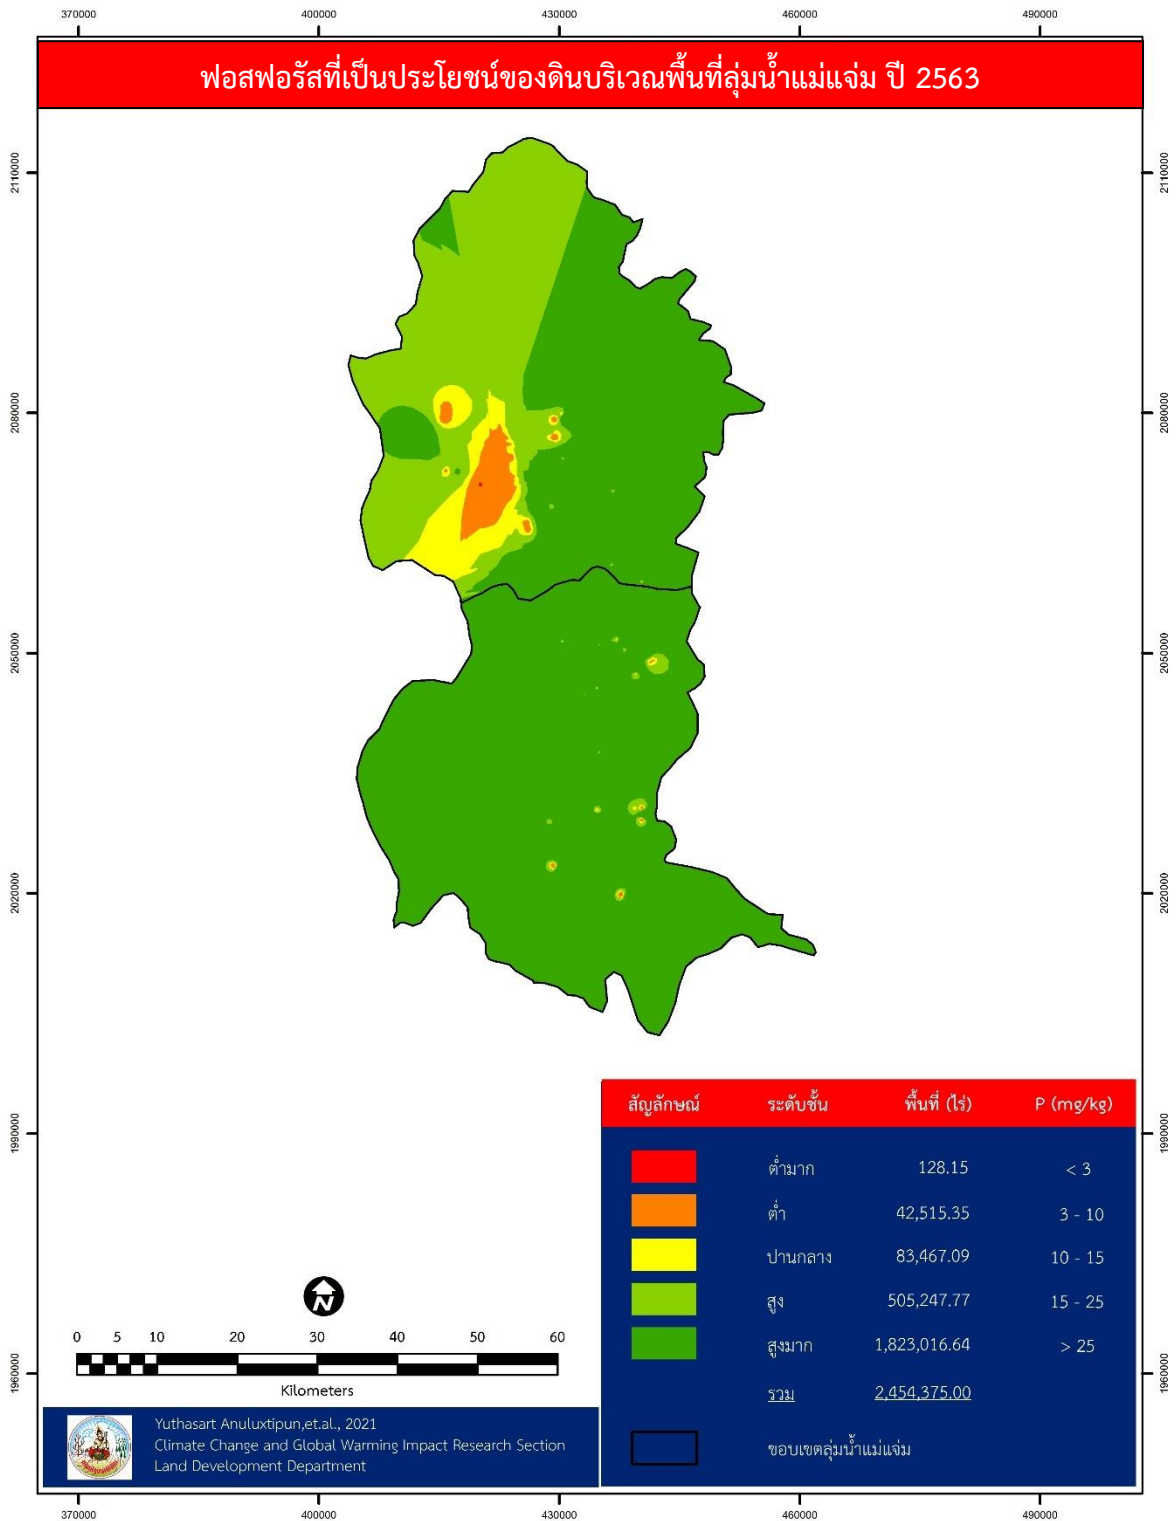 370000 400000 430000 460000 490000
ฟอสฟอรัสที่เป็นประโยชน์ของดินบริเวณพื้นที่ลุ่มน้ำแม่แจ่ม ปี 2563
2110000 2110000
2080000 2080000
2050000 2050000
2020000 2020000
1990000 1990000
1960000 1960000
สัญลักษณ์ ระดับชั้น พื้นที่ (ไร่) P (mg/kg)
ต่ำมาก 128.15 < 3
ต่ำ 42,515.35 3 - 10
ปานกลาง 83,467.09 10 - 15
สูง 505,247.77 15 - 25
สูงมาก 1,823,016.64 > 25
รวม 2,454,375.00
ขอบเขตลุ่มน้ำแม่แจ่ม
N
0 5 10 20 30 40 50 60
Kilometers
Yuthasart Anuluxtipun,et.al., 2021
Climate Change and Global Warming Impact Research Section
Land Development Department
370000 400000 430000 460000 490000